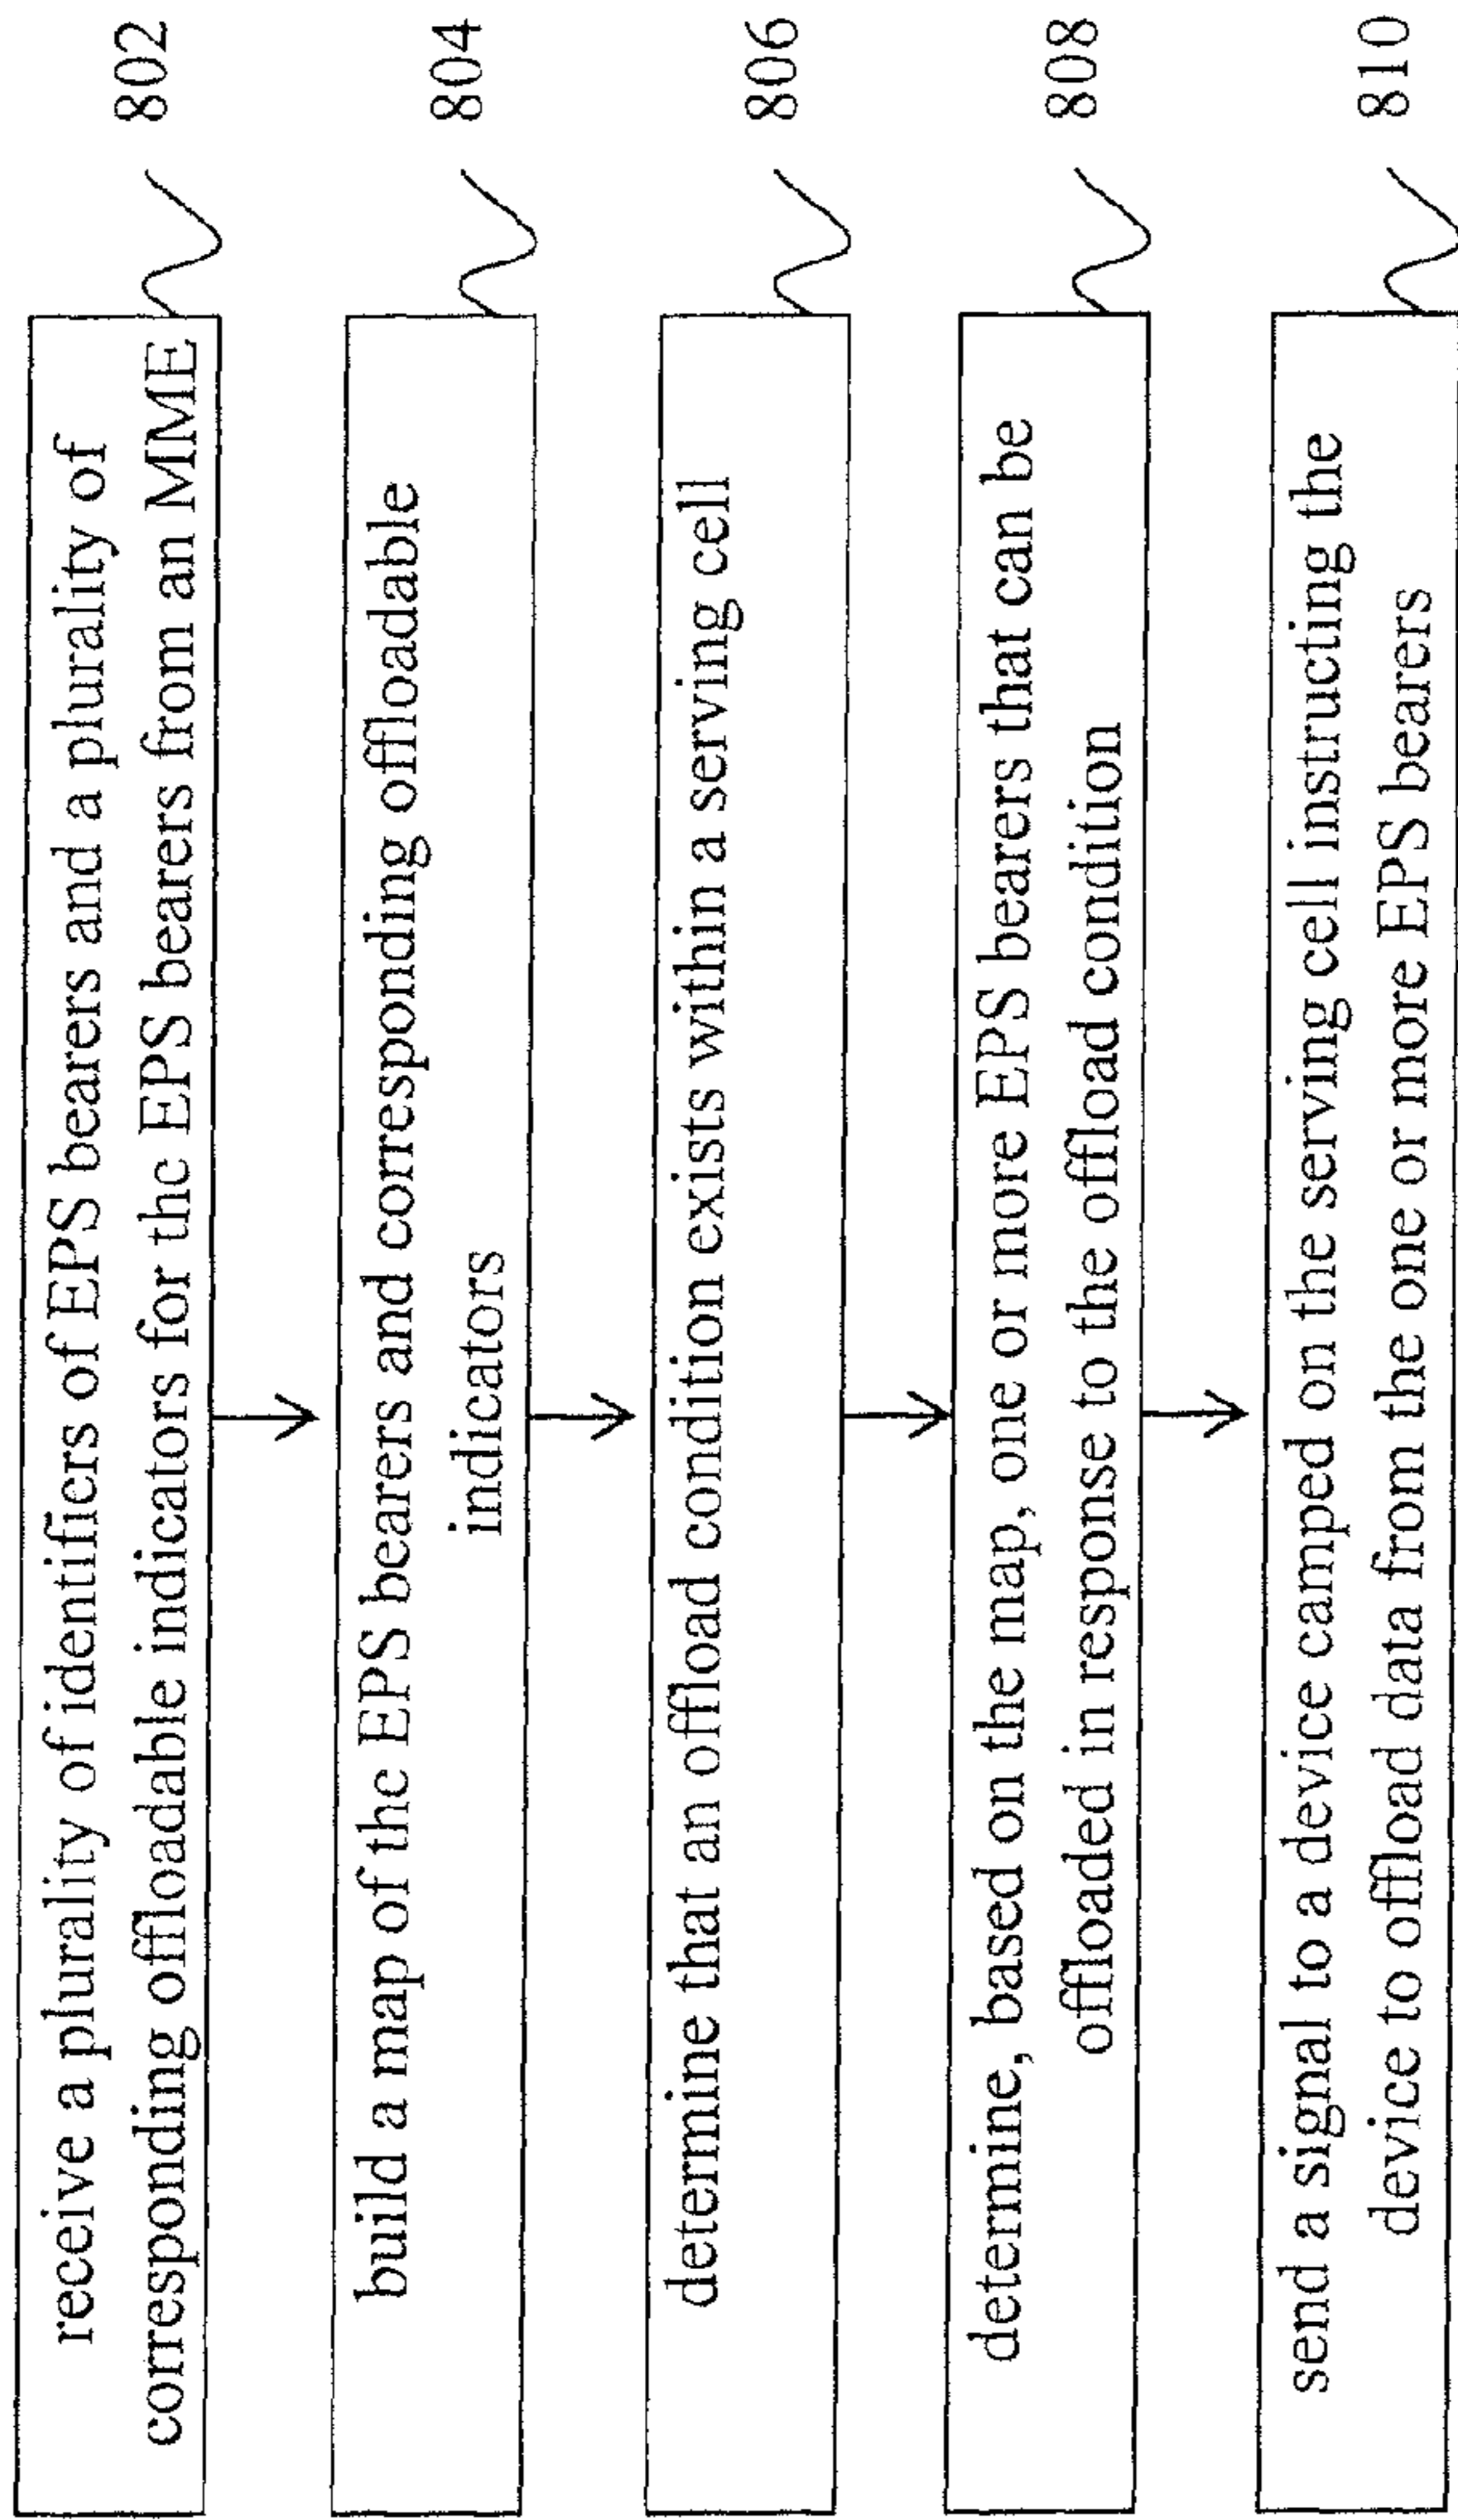 receive a plurality of identifiers of EPS bearers and a plurality of
corresponding offloadable indicators for the EPS bearers from an MME
802
build a map of the EPS bearers and corresponding offloadable
indicators
804
determine that an offload condition exists within a serving cell
806
determine, based on the map, one or more EPS bearers that can be
offloaded in response to the offload condition
808
send a signal to a device camped on the serving cell instructing the
device to offload data from the one or more EPS bearers
810